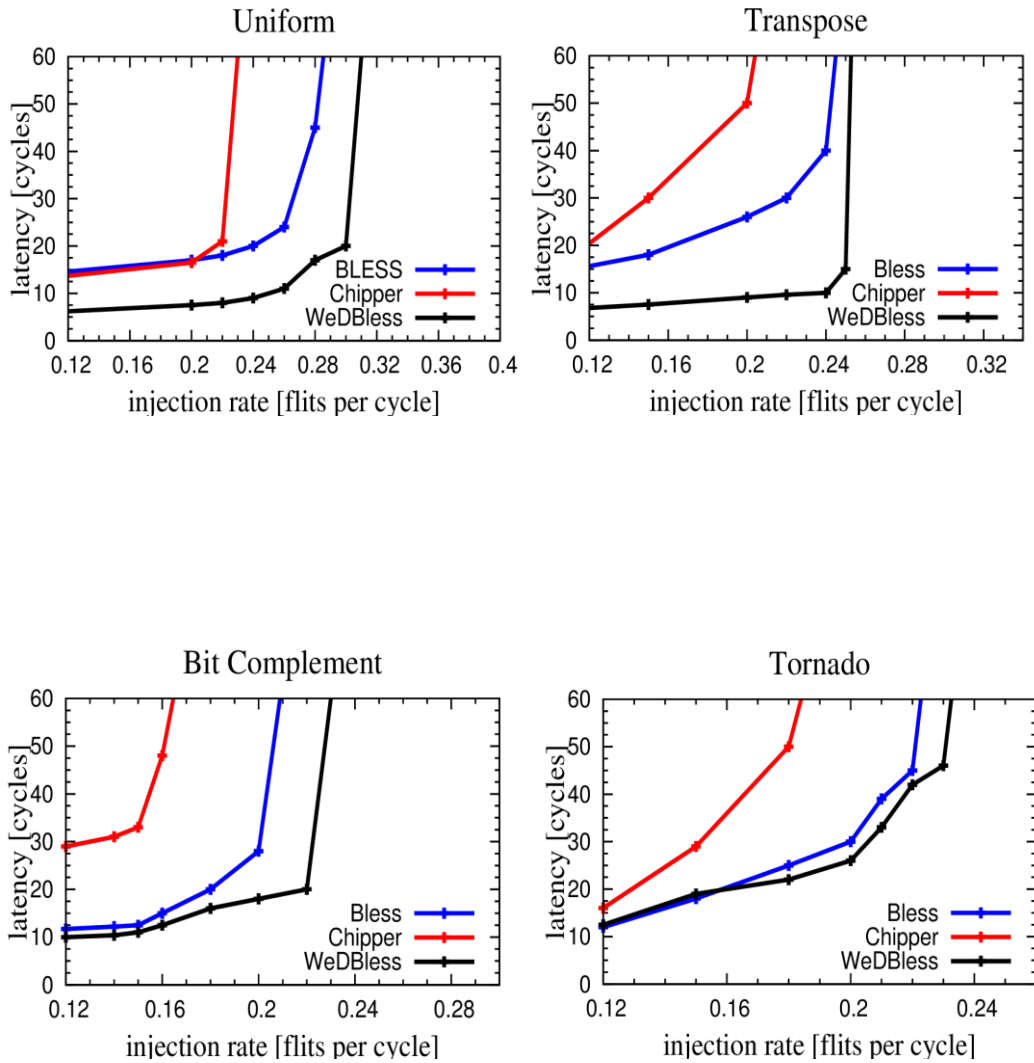 Uniform
latency [cycles]
60
50
40
30
20
10
0
BLESS
Chipper
WeDBless
0.12 0.16 0.2 0.24 0.28 0.32 0.36 0.4
injection rate [flits per cycle]
Transpose
latency [cycles]
60
50
40
30
20
10
0
Bless
Chipper
WeDBless
0.12 0.16 0.2 0.24 0.28 0.32
injection rate [flits per cycle]
Bit Complement
latency [cycles]
60
50
40
30
20
10
0
Bless
Chipper
WeDBless
0.12 0.16 0.2 0.24 0.28
injection rate [flits per cycle]
Tornado
latency [cycles]
60
50
40
30
20
10
0
Bless
Chipper
WeDBless
0.12 0.16 0.2 0.24
injection rate [flits per cycle]